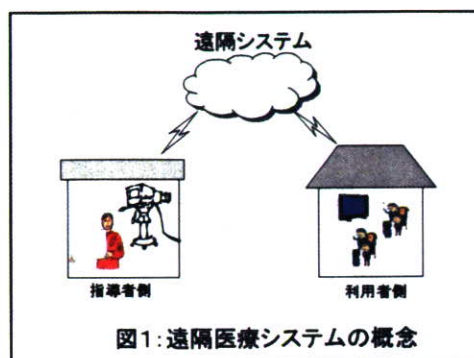 遠隔システム
指導者側
利用者側
図1:遠隔医療システムの概念